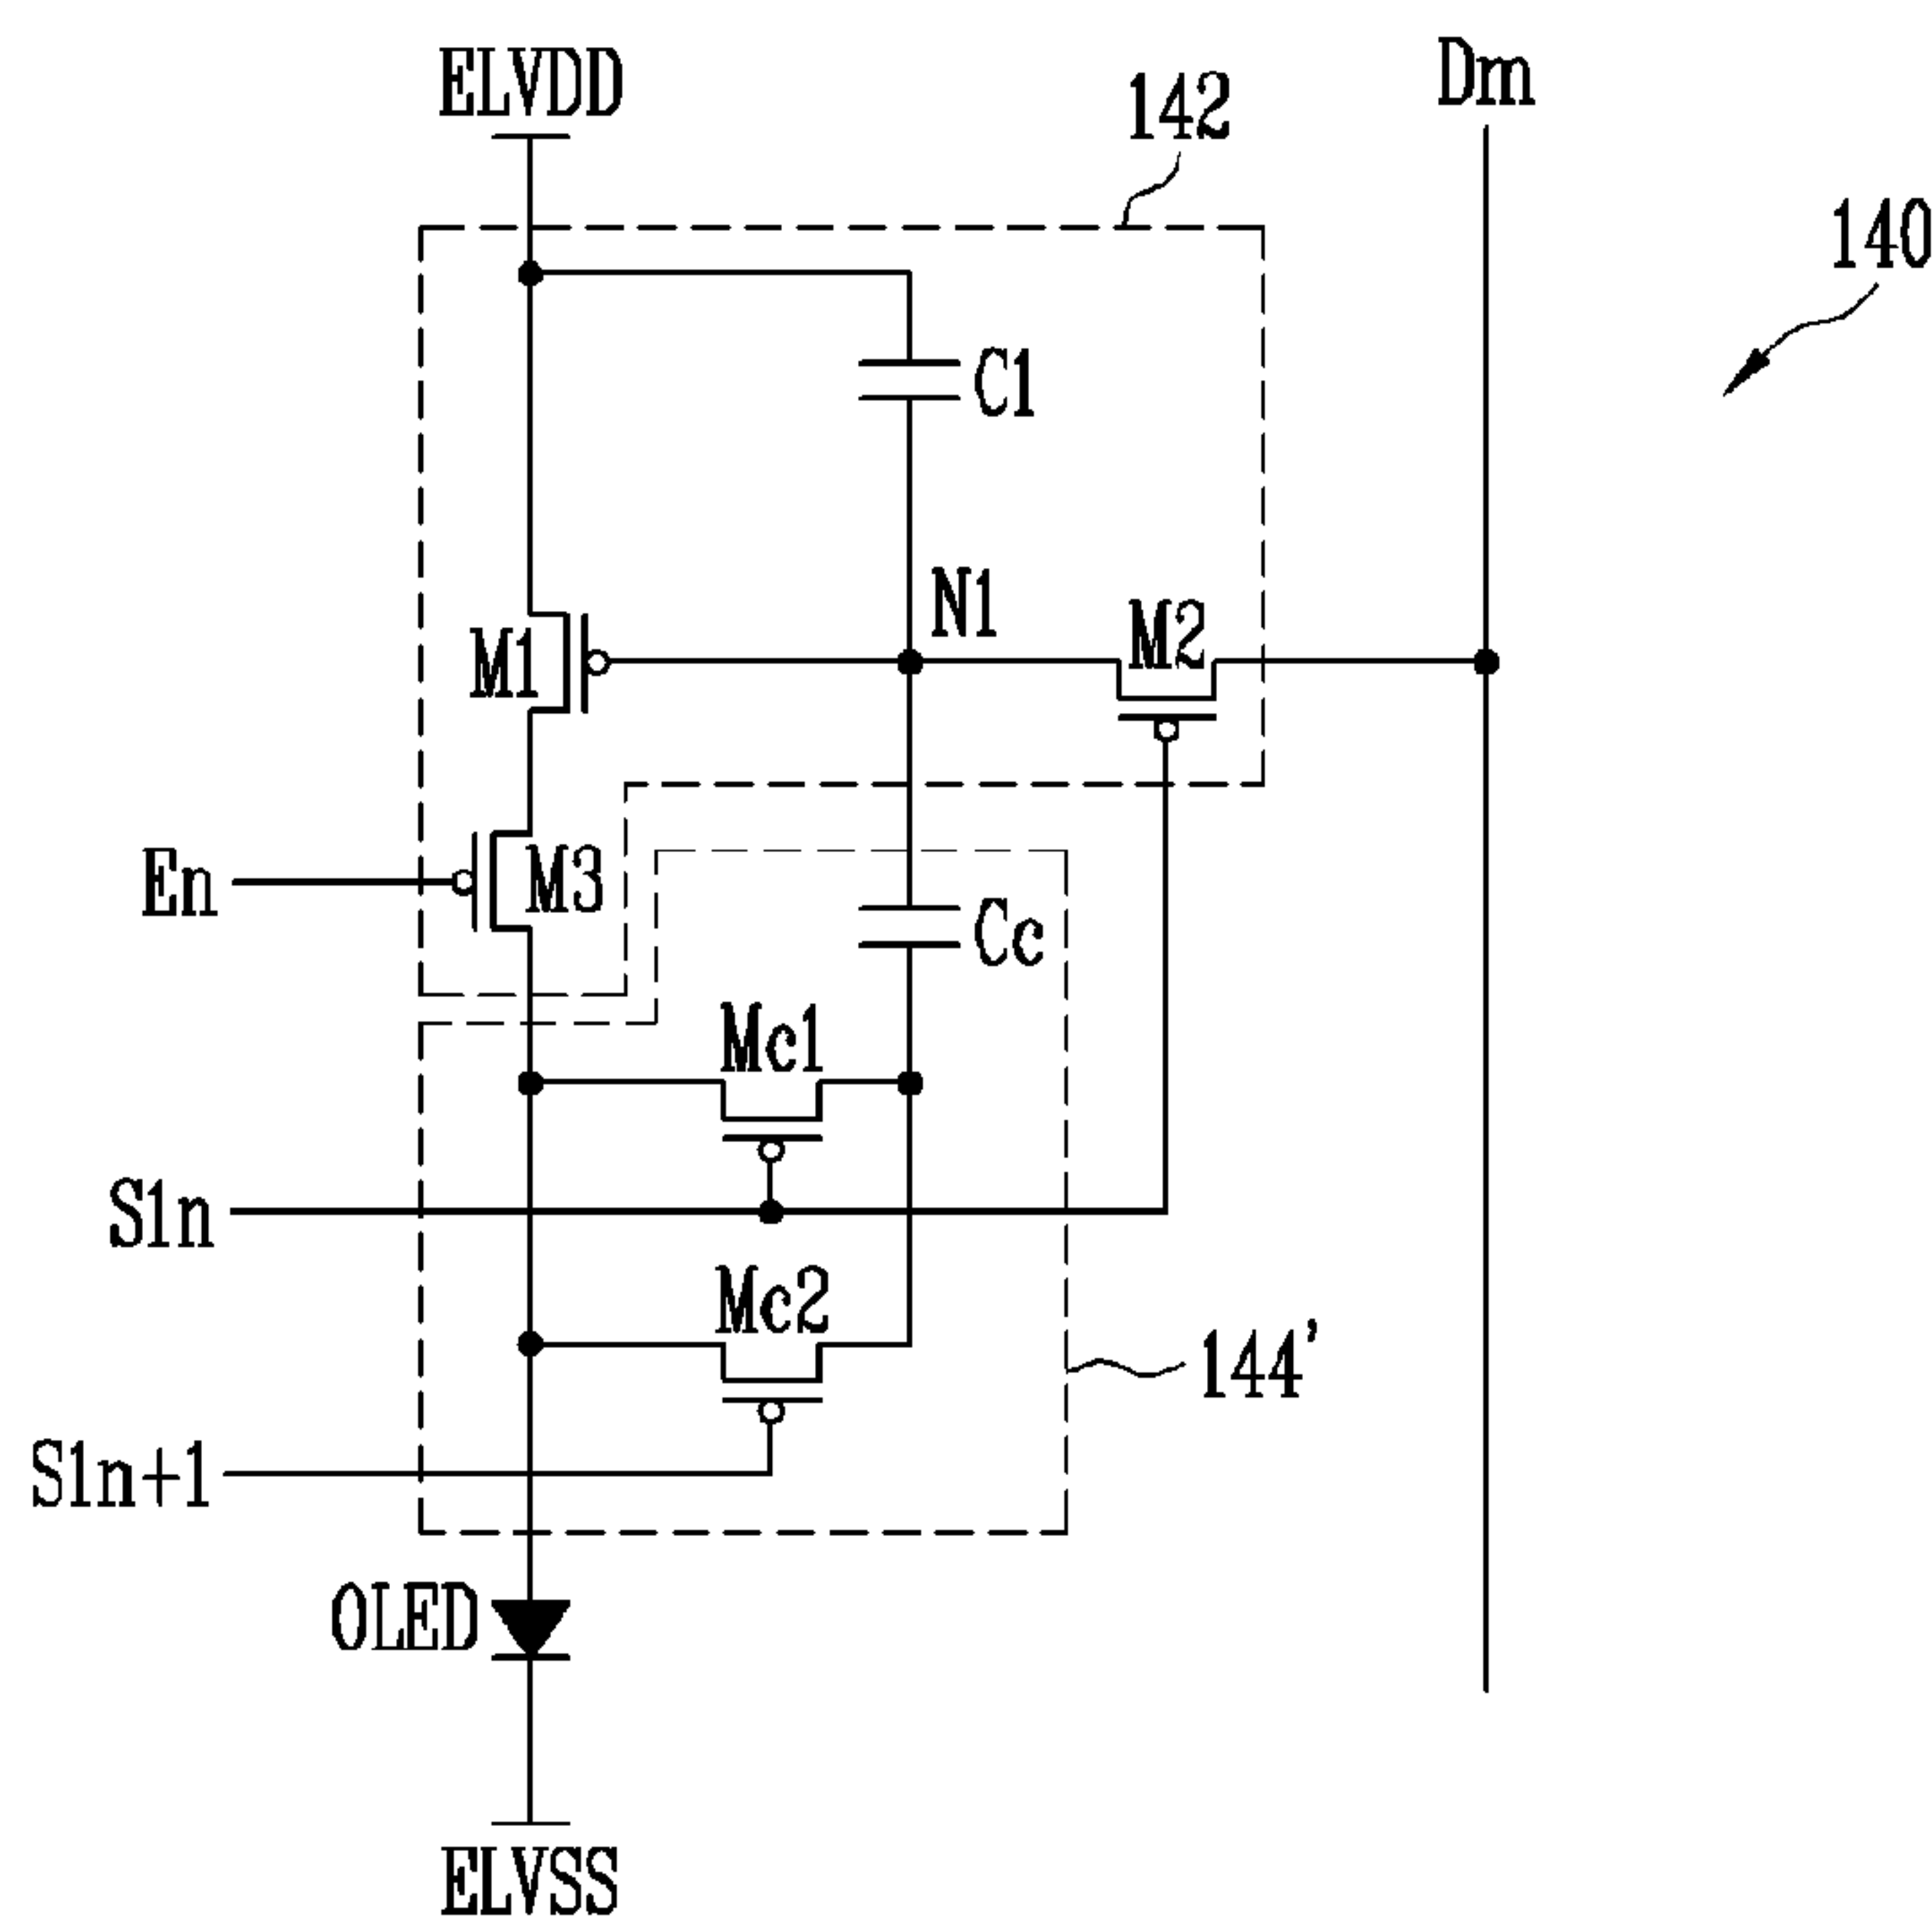 ELVDD
Dm
142
140
C1
N1
M2
M1
En
M3
Cc
Mc1
S1n
Mc2
144'
S1n+1
OLED
ELVSS